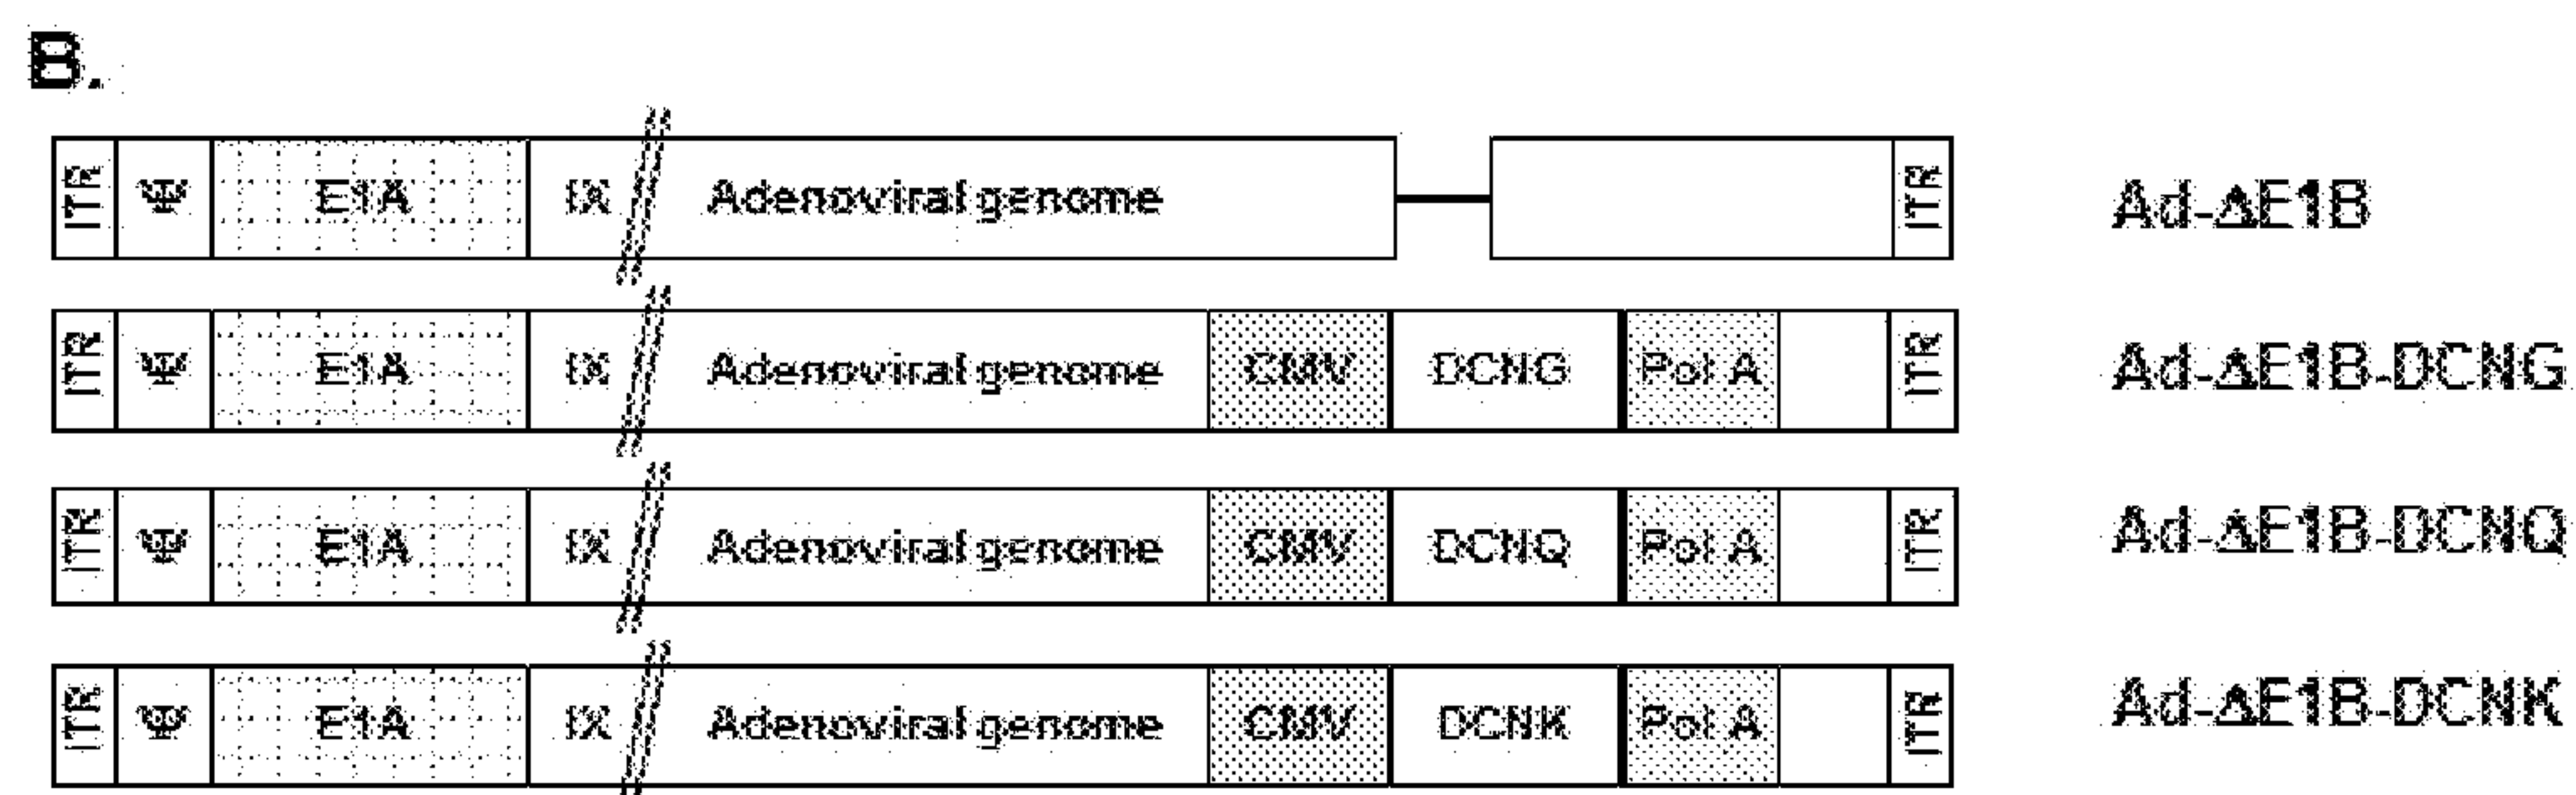 B.
ITR Ψ E1A IX Adenoviral genome ITR Ad-ΔE1B
ITR Ψ E1A IX Adenoviral genome CMV DCNG Pol A ITR Ad-ΔE1B-DCNG
ITR Ψ E1A IX Adenoviral genome CMV DCNQ Pol A ITR Ad-ΔE1B-DCNQ
ITR Ψ E1A IX Adenoviral genome CMV DCNK Pol A ITR Ad-ΔE1B-DCNK